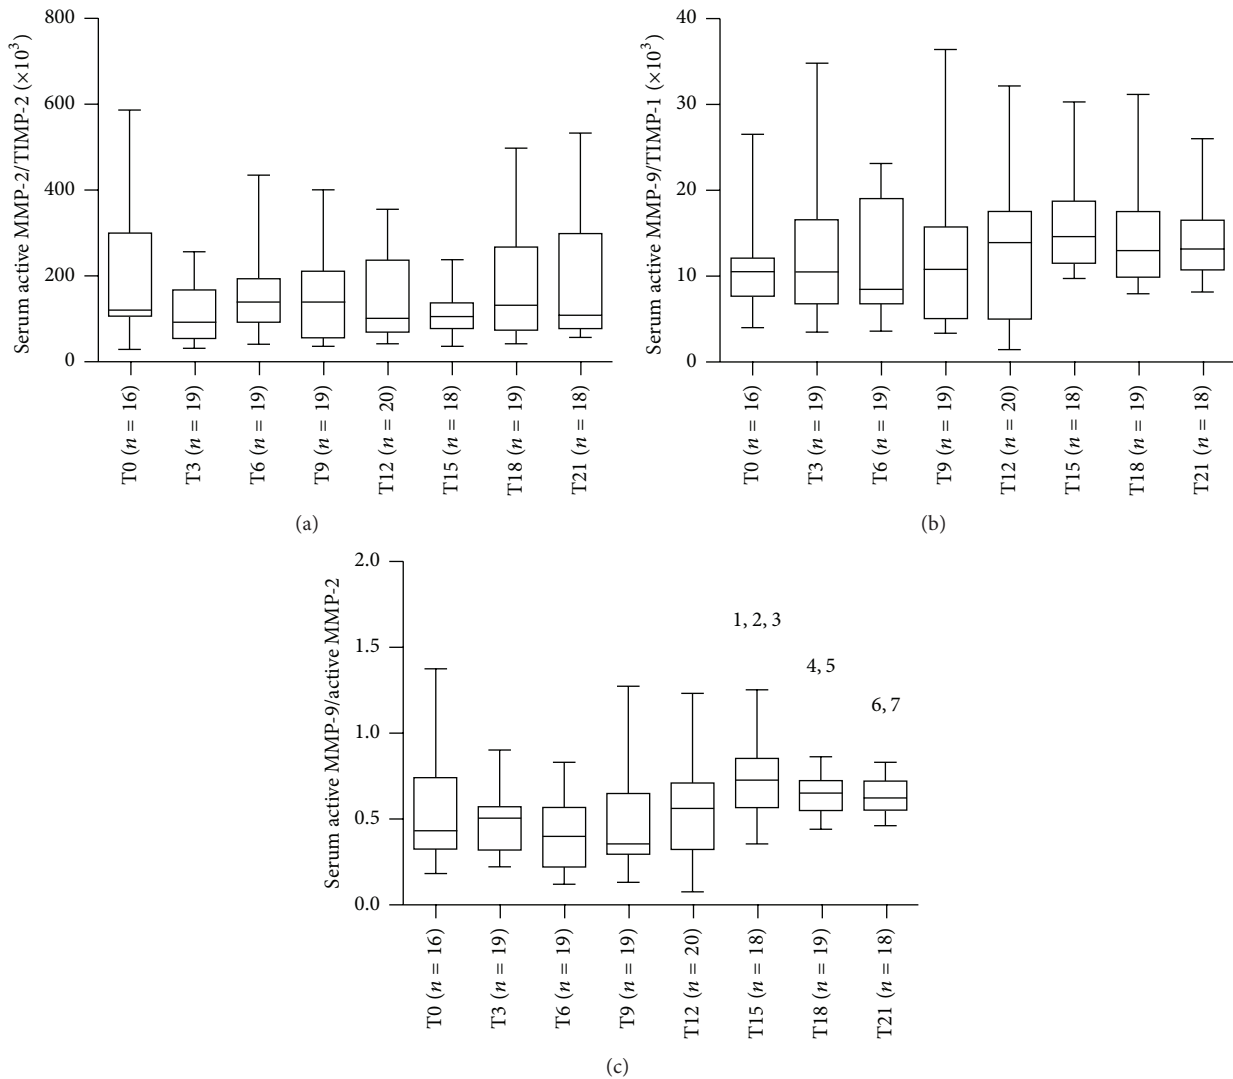 Serum active MMP-2/TIMP-2 (×10³)
800
600
400
200
0
T0 (n = 16)
T3 (n = 19)
T6 (n = 19)
T9 (n = 19)
T12 (n = 20)
T15 (n = 18)
T18 (n = 19)
T21 (n = 18)
(a)
Serum active MMP-9/TIMP-1 (×10³)
40
30
20
10
0
T0 (n = 16)
T3 (n = 19)
T6 (n = 19)
T9 (n = 19)
T12 (n = 20)
T15 (n = 18)
T18 (n = 19)
T21 (n = 18)
(b)
Serum active MMP-9/active MMP-2
2.0
1.5
1.0
0.5
0.0
1, 2, 3
4, 5
6, 7
T0 (n = 16)
T3 (n = 19)
T6 (n = 19)
T9 (n = 19)
T12 (n = 20)
T15 (n = 18)
T18 (n = 19)
T21 (n = 18)
(c)